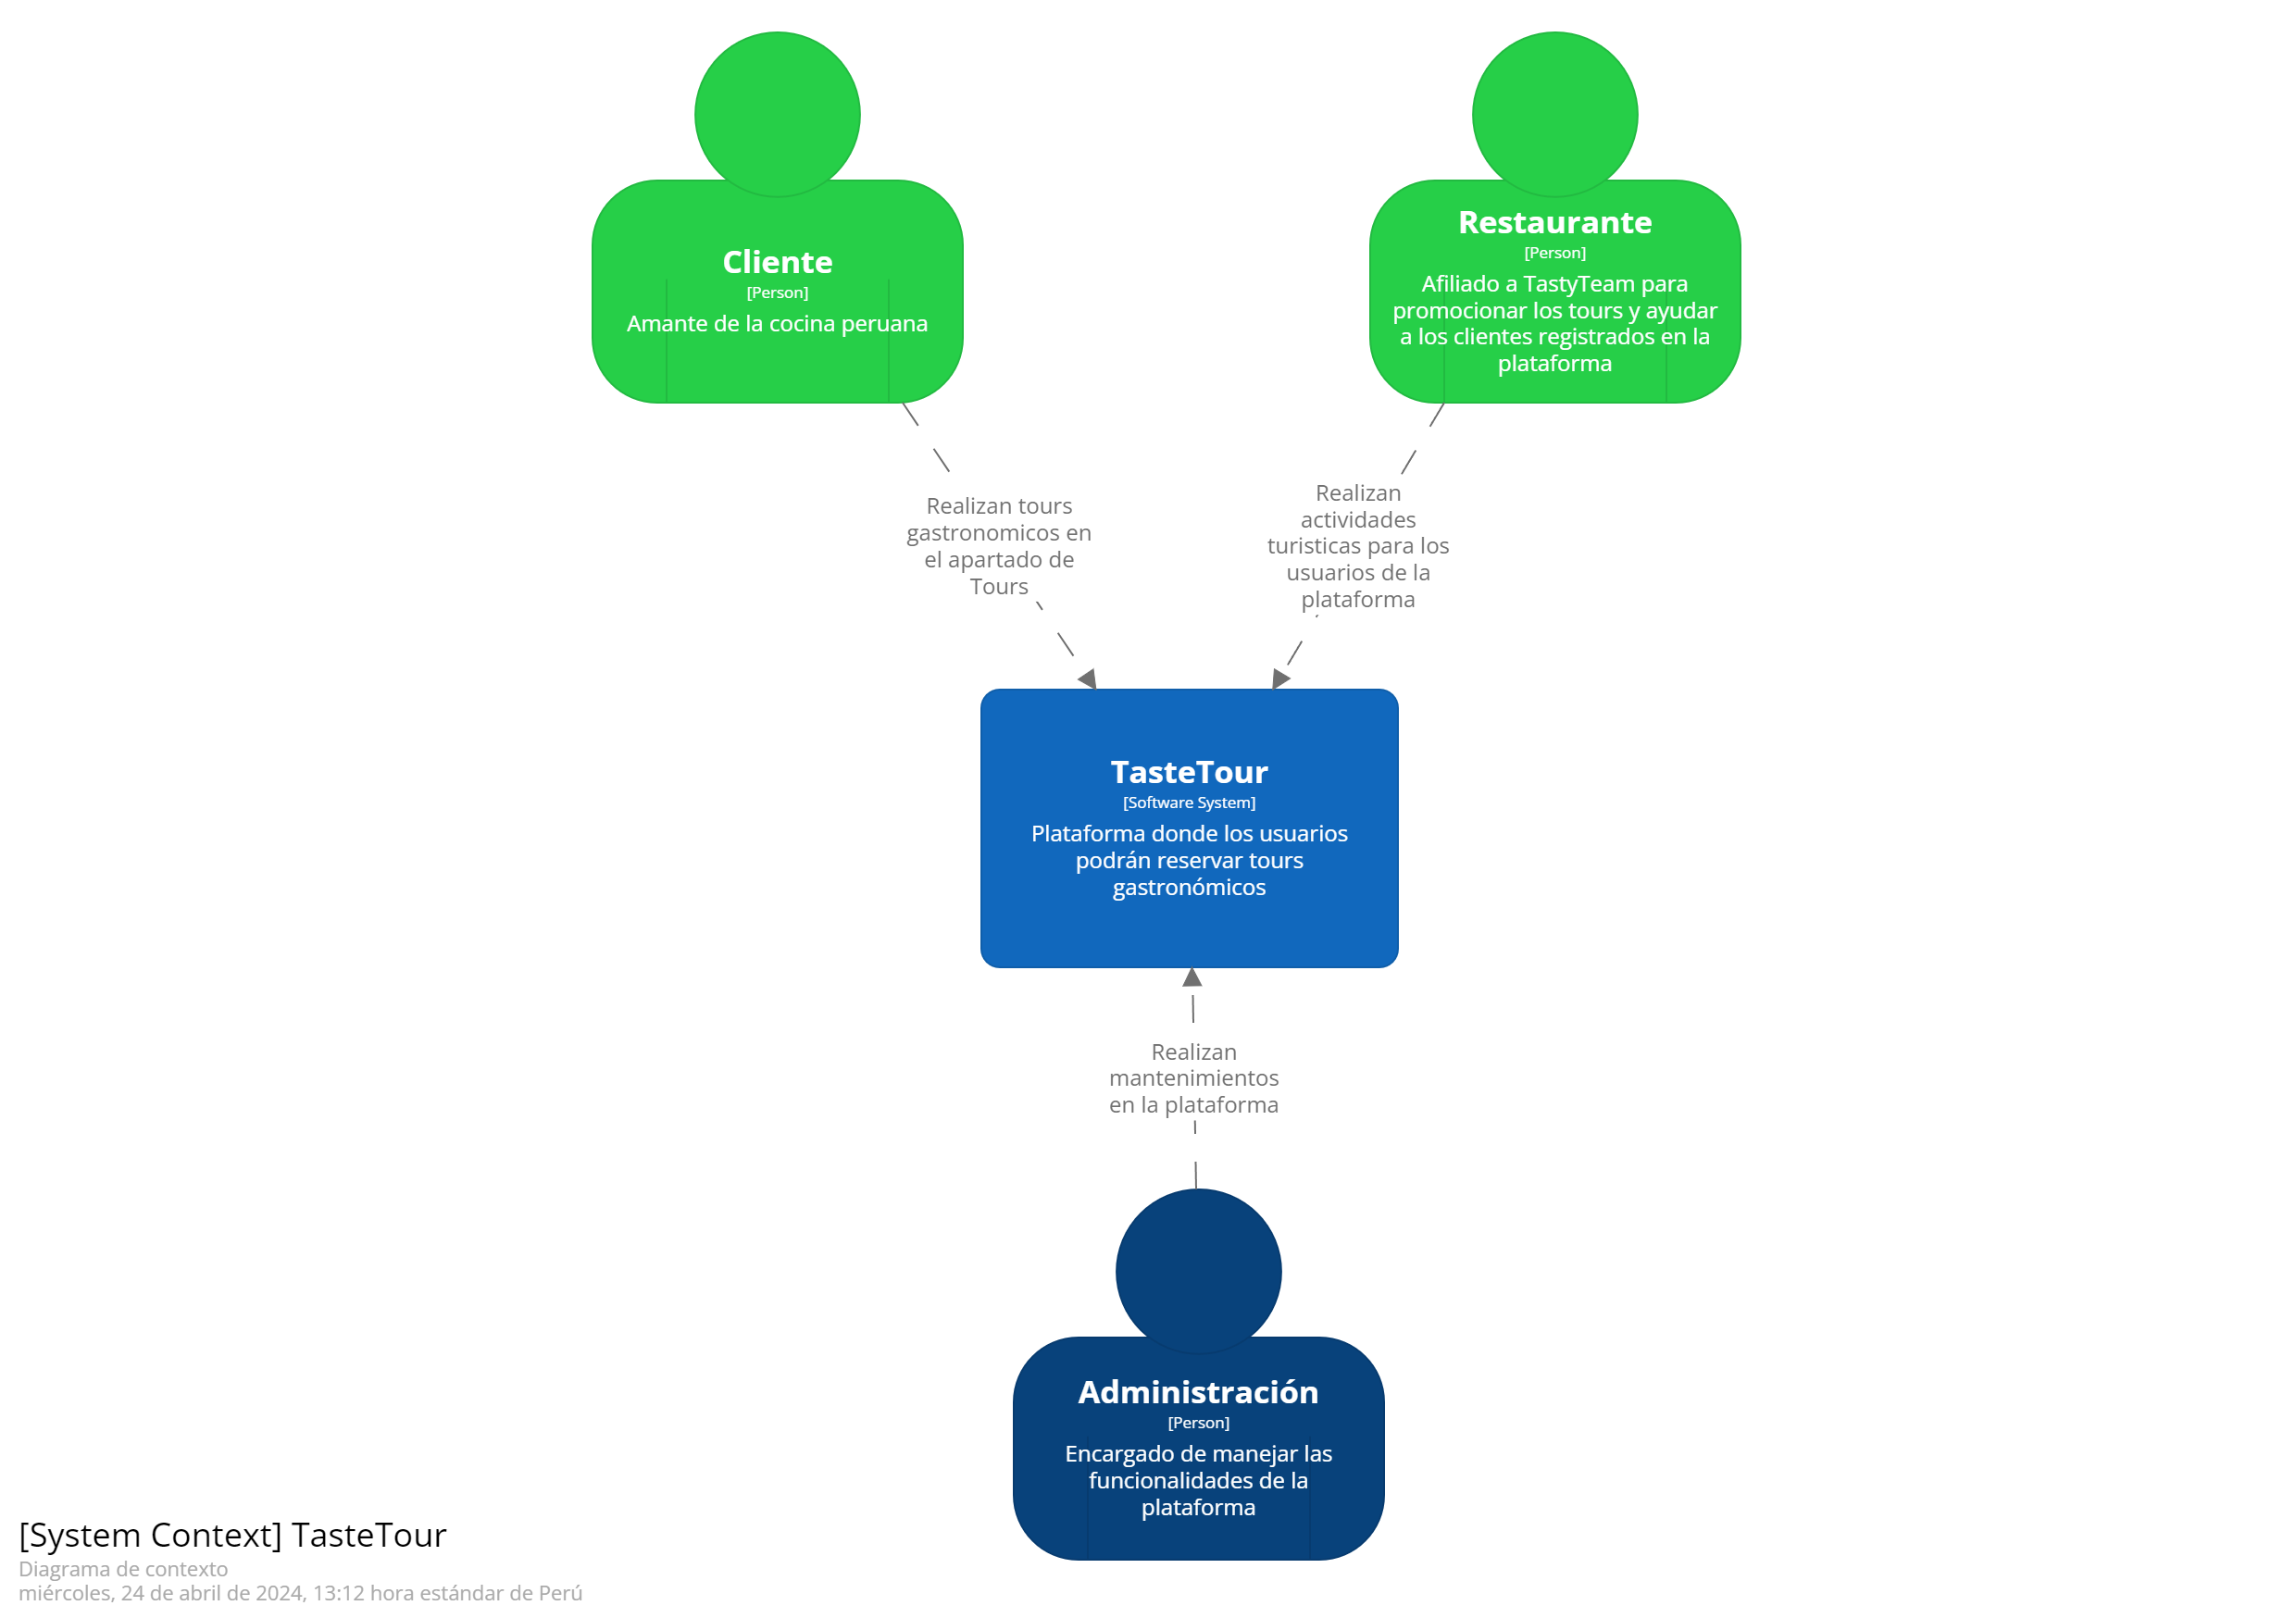 Cliente
[Person]
Amante de la cocina peruana
Restaurante
[Person]
Afiliado a TastyTeam para
promocionar los tours y ayudar
a los clientes registrados en la
plataforma
Realizan tours
gastronomicos en
el apartado de
Tours
Realizan
actividades
turisticas para los
usuarios de la
plataforma
TasteTour
[Software System]
Plataforma donde los usuarios
podrán reservar tours
gastronómicos
Realizan
mantenimientos
en la plataforma
Administración
[Person]
Encargado de manejar las
funcionalidades de la
plataforma
[System Context] TasteTour
Diagrama de contexto
miércoles, 24 de abril de 2024, 13:12 hora estándar de Perú